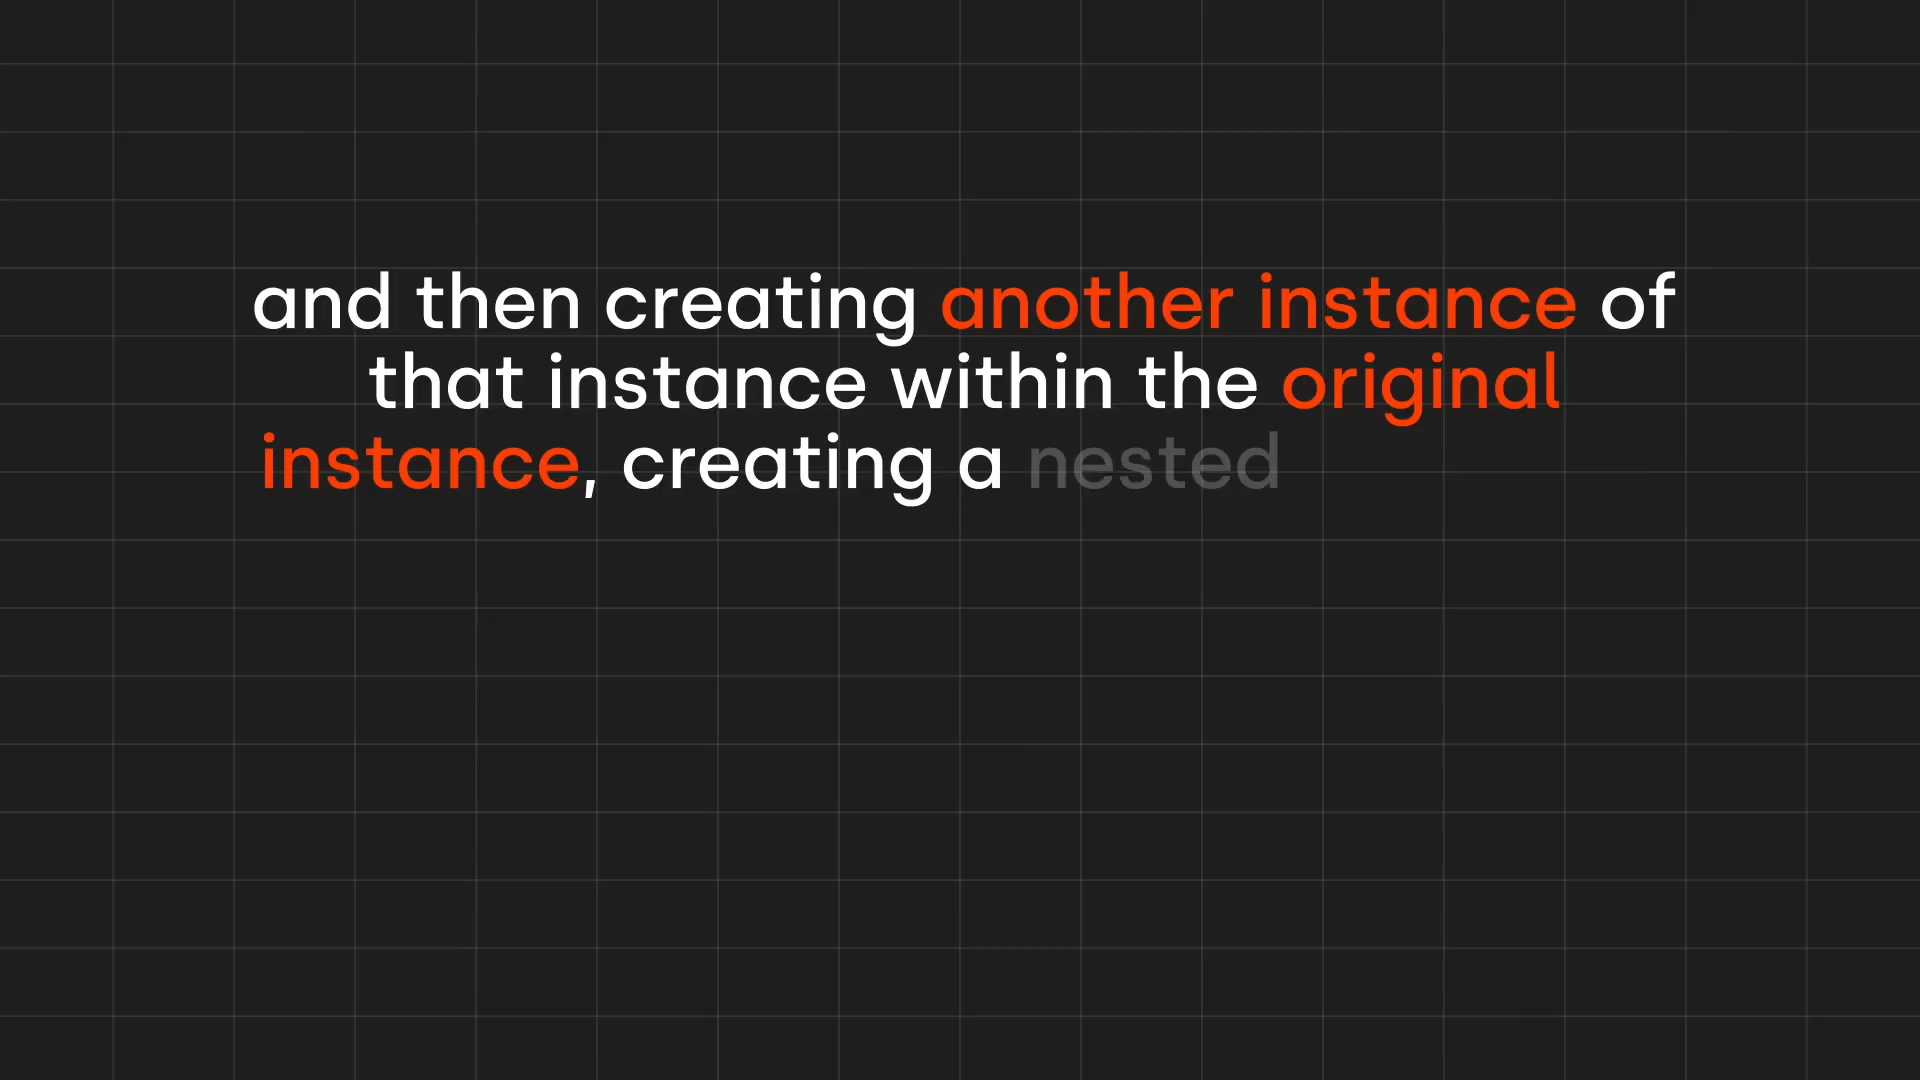 and then creating another instance of
that instance within the original
instance, creating a nested